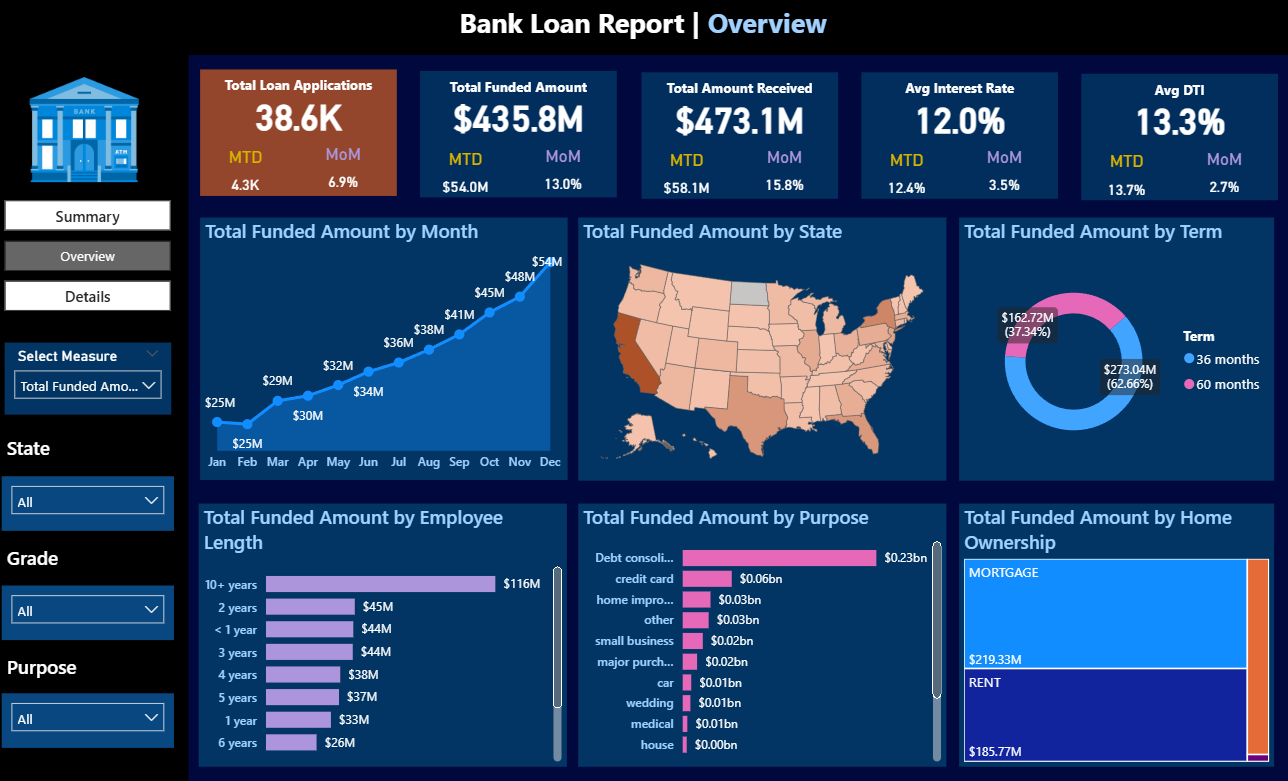 Bank Loan Report | Overview
BANK
ATM
Summary
Overview
Details
Select Measure
Total Funded Amo...
State
All
Grade
All
Purpose
All
Total Loan Applications
38.6K
MTD
MoM
4.3K
6.9%
Total Funded Amount
$435.8M
MTD
MoM
$54.0M
13.0%
Total Amount Received
$473.1M
MTD
MoM
$58.1M
15.8%
Avg Interest Rate
12.0%
MTD
MoM
12.4%
3.5%
Avg DTI
13.3%
MTD
MoM
13.7%
2.7%
Total Funded Amount by Month
$25M
$25M
$29M
$30M
$32M
$34M
$36M
$38M
$41M
$45M
$48M
$54M
Jan Feb Mar Apr May Jun Jul Aug Sep Oct Nov Dec
Total Funded Amount by State
Total Funded Amount by Term
$162.72M
(37.34%)
$273.04M
(62.66%)
Term
36 months
60 months
Total Funded Amount by Employee
Length
10+ years $116M
2 years $45M
< 1 year $44M
3 years $44M
4 years $38M
5 years $37M
1 year $33M
6 years $26M
Total Funded Amount by Purpose
Debt consoli... $0.23bn
credit card $0.06bn
home impro... $0.03bn
other $0.03bn
small business $0.02bn
major purch... $0.02bn
car $0.01bn
wedding $0.01bn
medical $0.01bn
house $0.00bn
Total Funded Amount by Home
Ownership
MORTGAGE
$219.33M
RENT
$185.77M